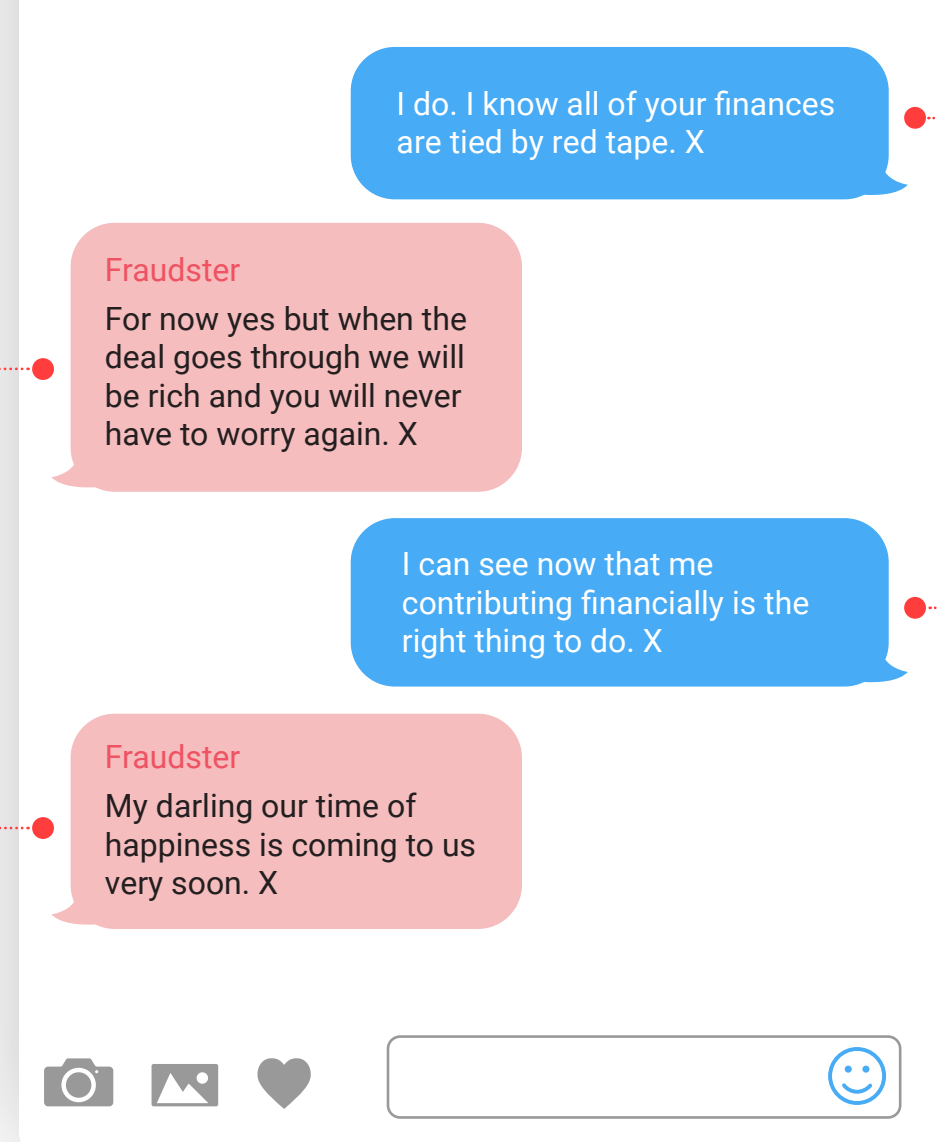 I do. I know all of your finances
are tied by red tape. X
Fraudster
For now yes but when the
deal goes through we will
be rich and you will never
have to worry again. X
I can see now that me
contributing financially is the
right thing to do. X
Fraudster
My darling our time of
happiness is coming to us
very soon. X